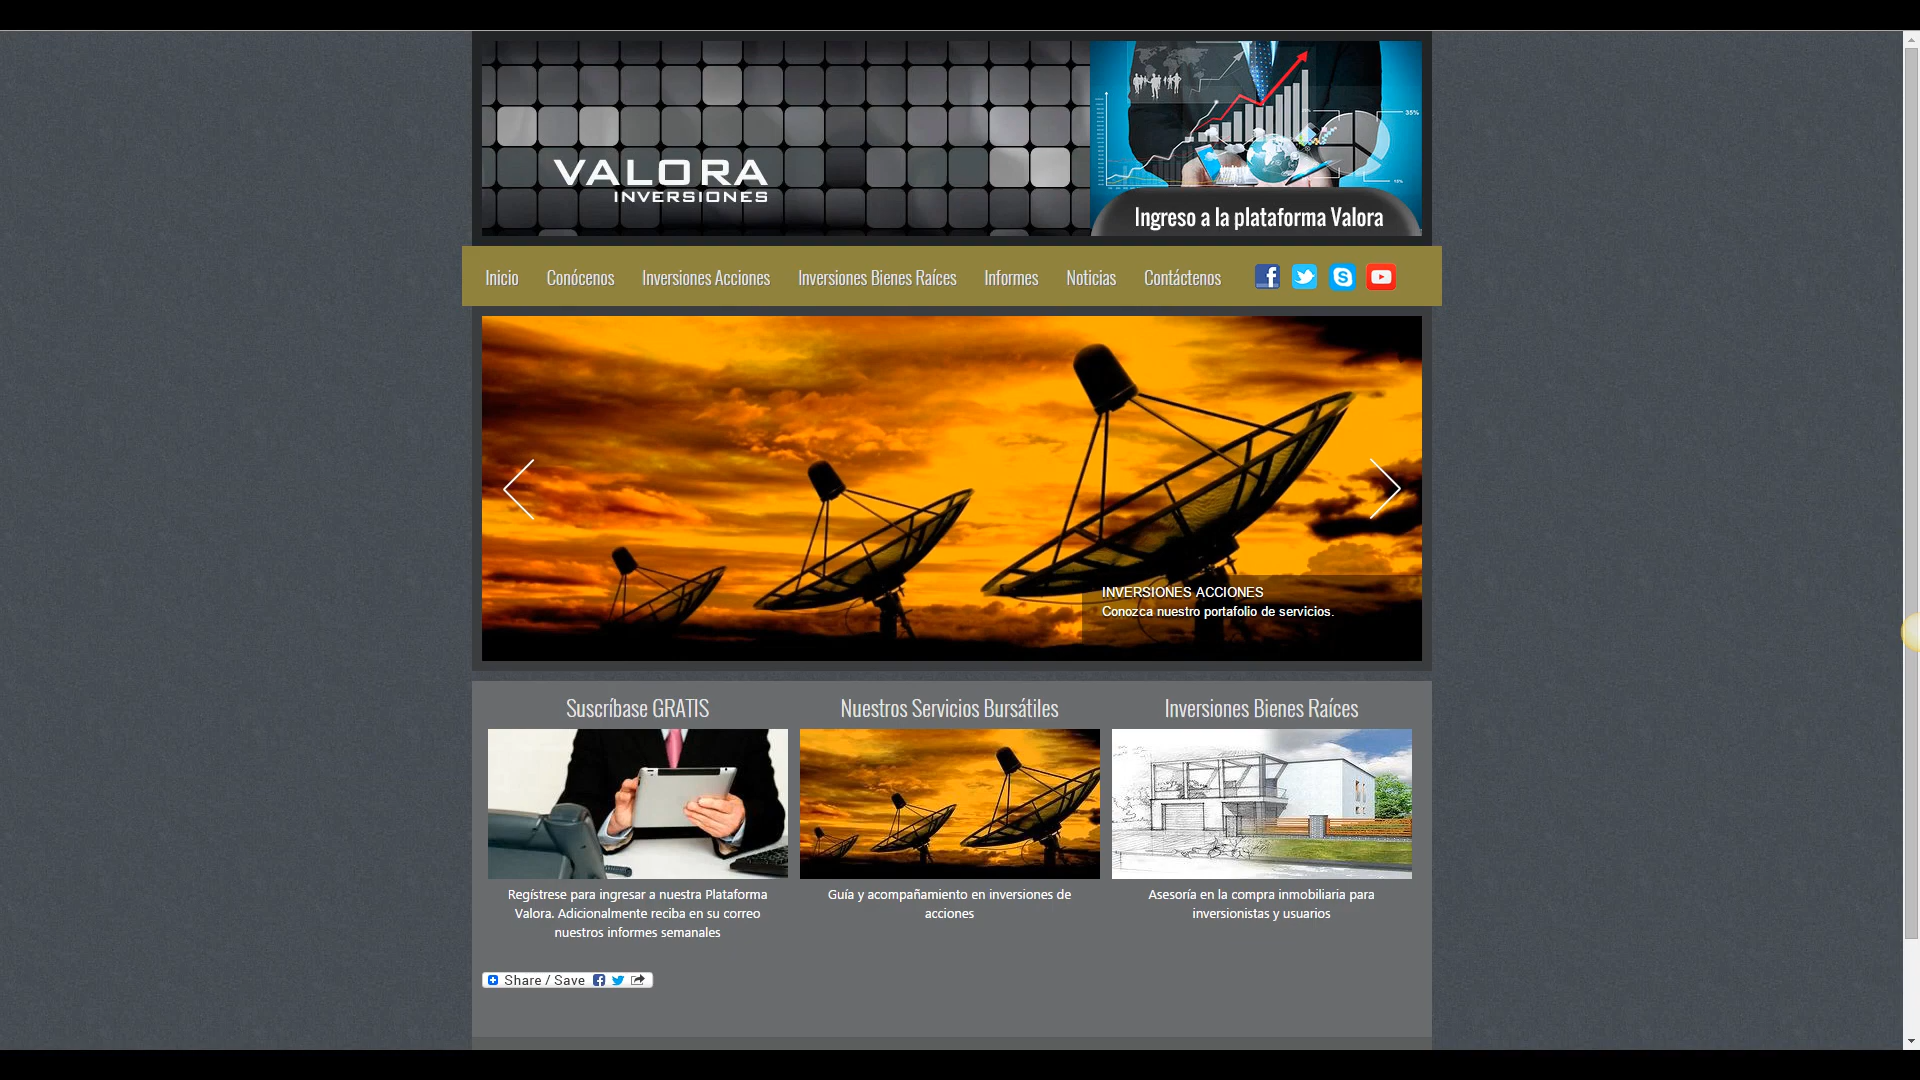 VALORA
INVERSIONES
35%
Ingreso a la plataforma Valora
Inicio Conócenos Inversiones Acciones Inversiones Bienes Raíces Informes Noticias Contáctenos
INVERSIONES ACCIONES
Conozca nuestro portafolio de servicios.
Suscríbase GRATIS
Regístrese para ingresar a nuestra Plataforma
Valora. Adicionalmente reciba en su correo
nuestros informes semanales
Nuestros Servicios Bursátiles
Guía y acompañamiento en inversiones de
acciones
Inversiones Bienes Raíces
Asesoría en la compra inmobiliaria para
inversionistas y usuarios
Share / Save